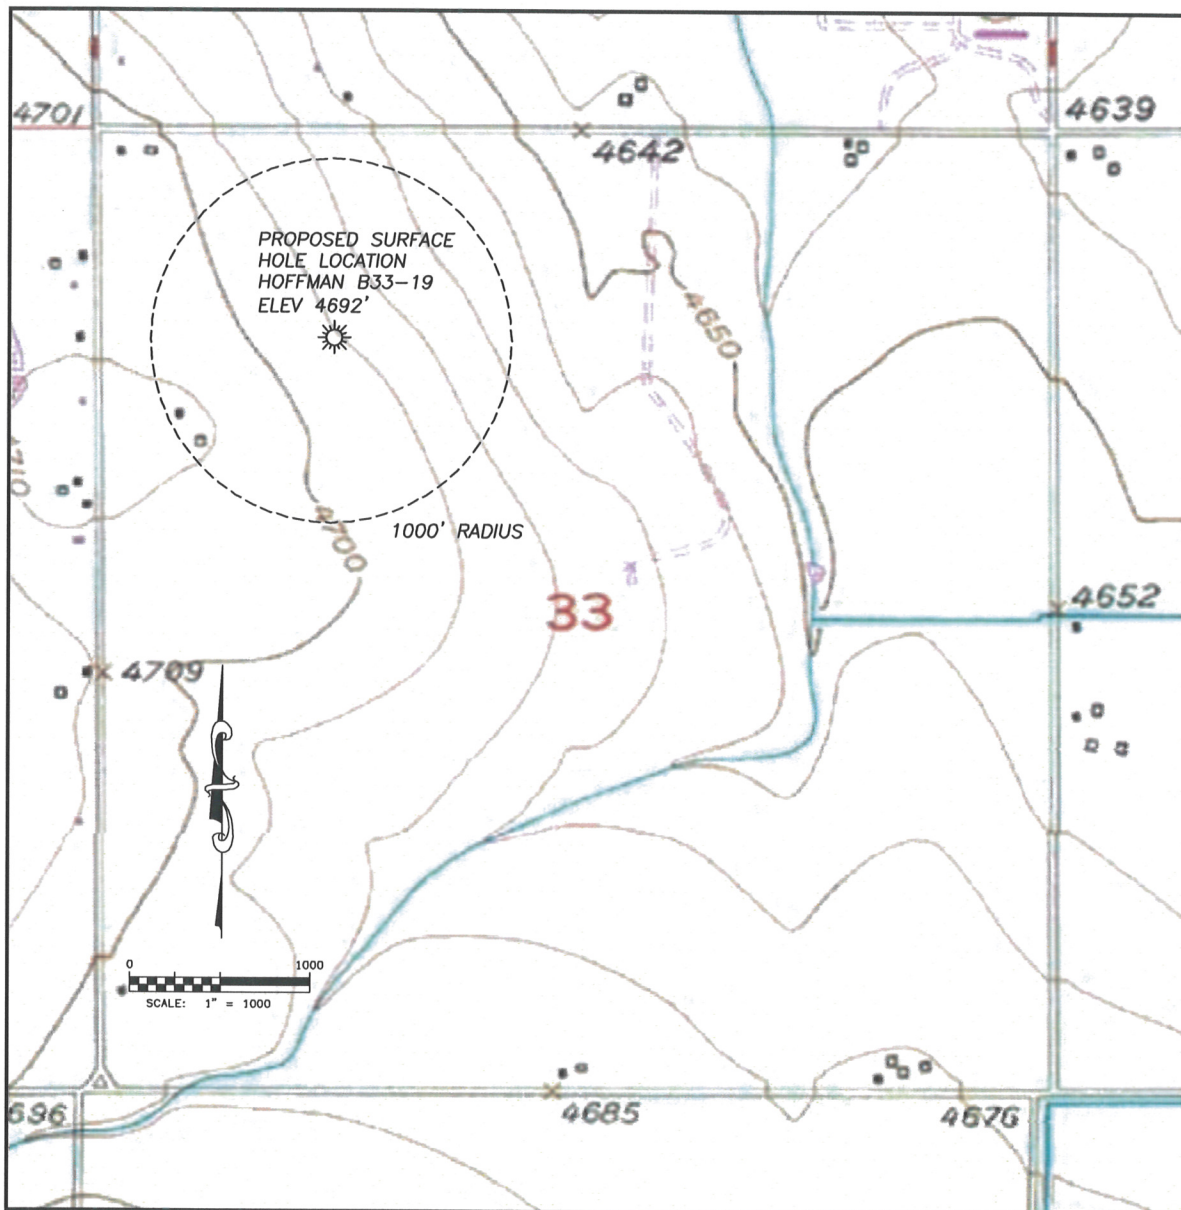 4701
4639
4642
PROPOSED SURFACE
HOLE LOCATION
HOFFMAN B33-19
ELEV 4692'
4650
4710
4700
1000' RADIUS
33
4652
4709
0 1000
SCALE: 1" = 1000
696
4685
4676